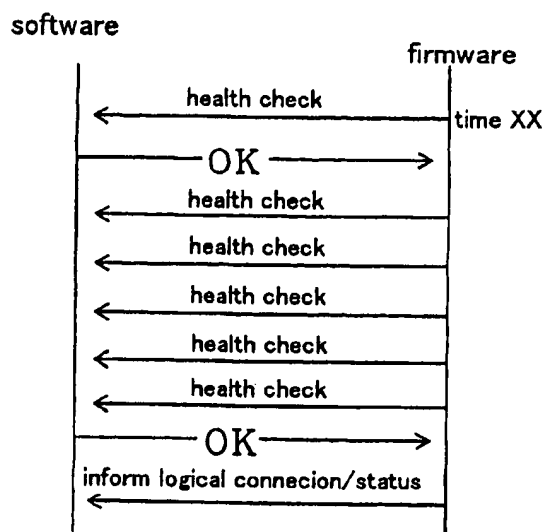 software
firmware
health check
time XX
OK
health check
health check
health check
health check
health check
OK
inform logical connecion/status